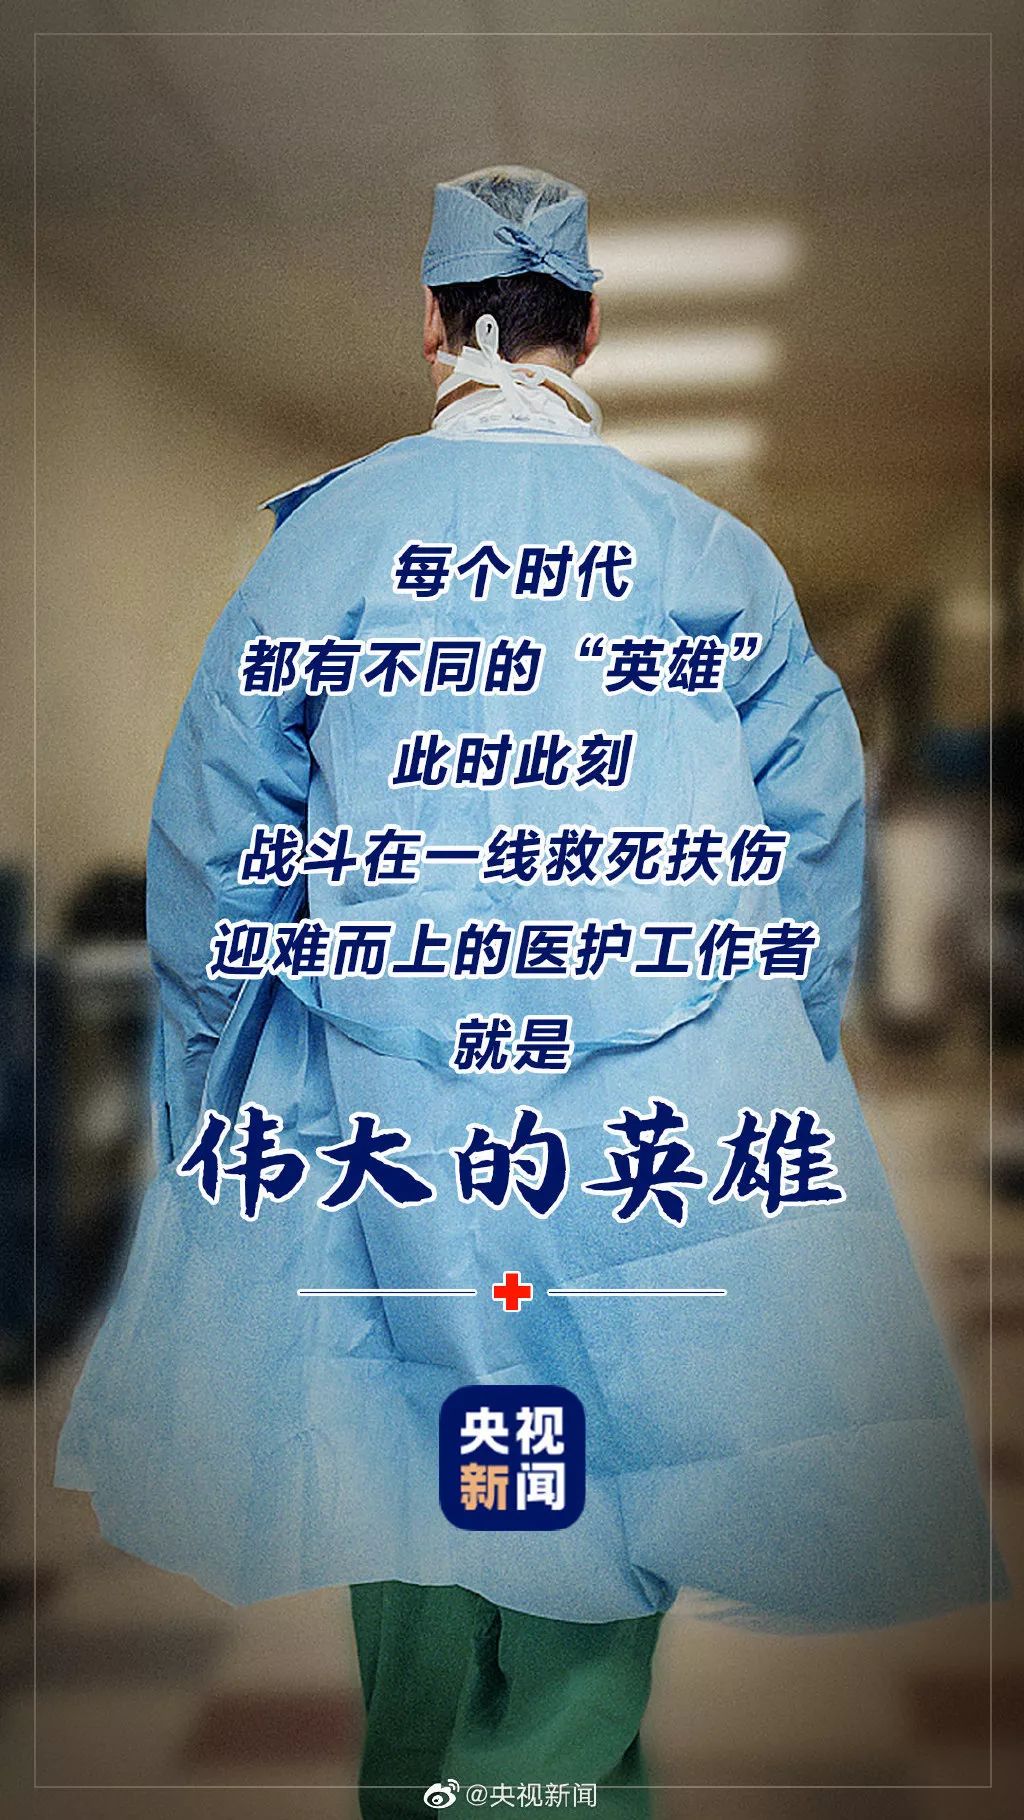 每个时代
都有不同的“英雄”
此时此刻
战斗在一线救死扶伤
迎难而上的医护工作者
就是
伟大的英雄
央视
新闻
@央视新闻